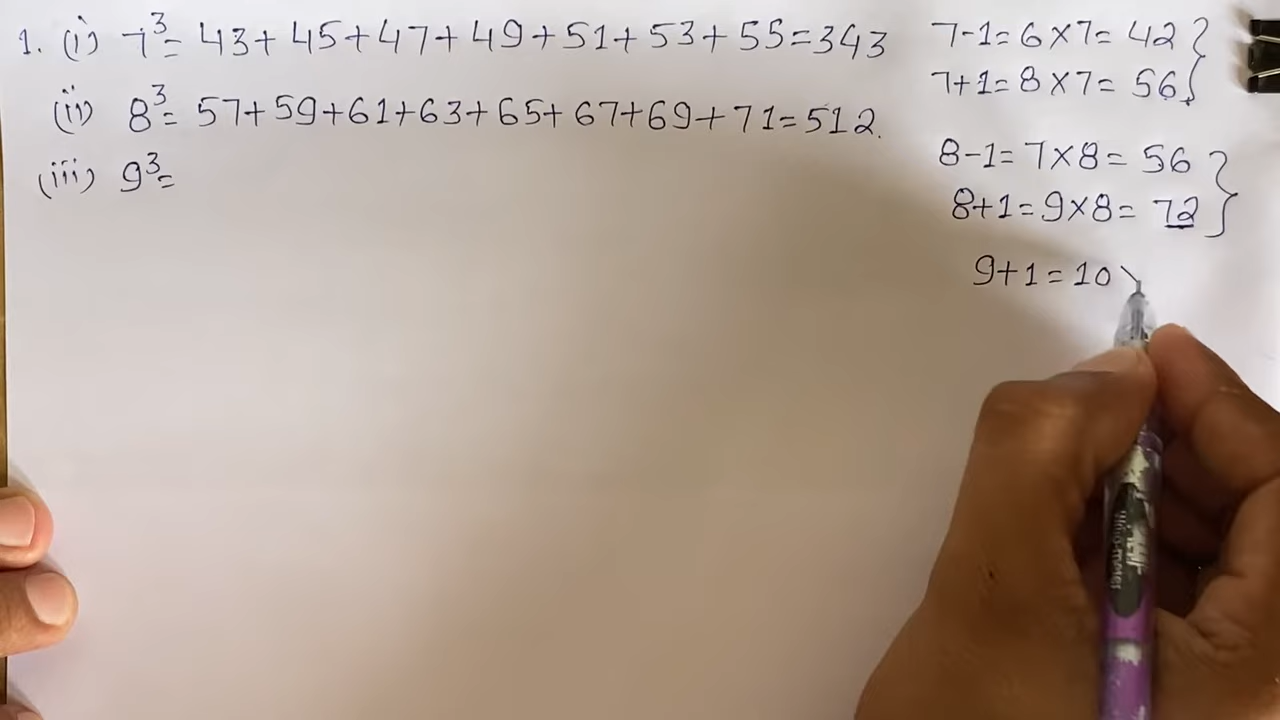 1. (i) 7³= 43+45+47+49+51+53+55=343
(ii) 8³= 57+59+61+63+65+67+69+71=512.
(iii) 9³=
7-1=6×7=42
7+1=8×7=56
8-1=7×8=56
8+1=9×8=72
9+1=10